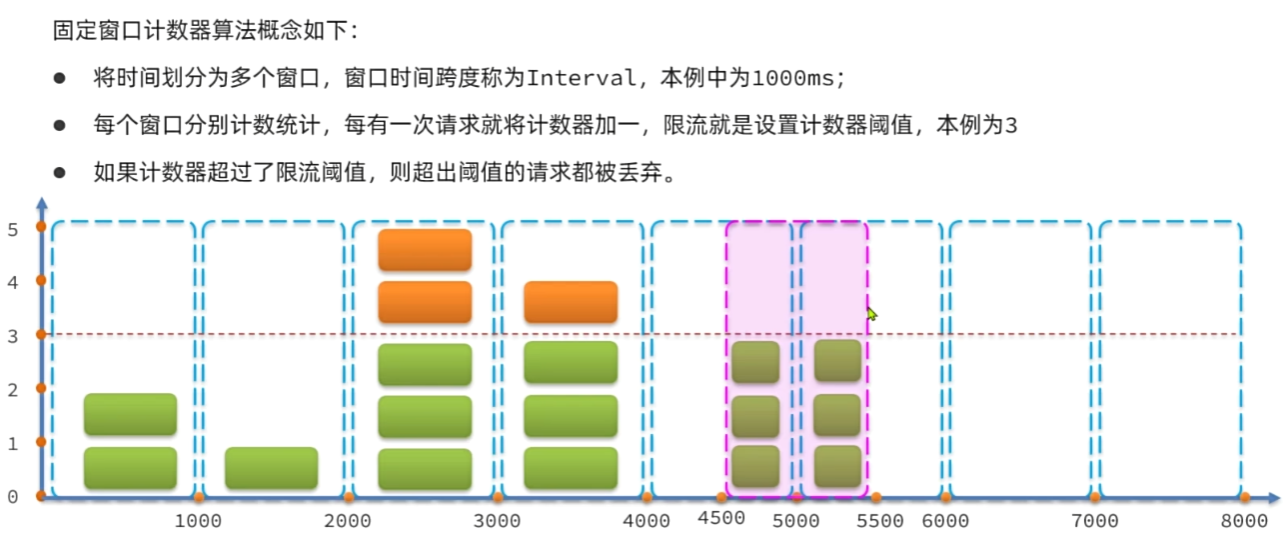 固定窗口计数器算法概念如下：
● 将时间划分为多个窗口，窗口时间跨度称为Interval，本例中为1000ms；
● 每个窗口分别计数统计，每有一次请求就将计数器加一，限流就是设置计数器阈值，本例为3
● 如果计数器超过了限流阈值，则超出阈值的请求都被丢弃。
5
4
3
2
1
0
1000 2000 3000 4000 4500 5000 5500 6000 7000 8000